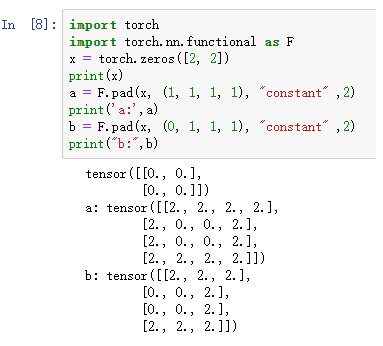 In [8]: import torch
import torch.nn.functional as F
x = torch.zeros([2, 2])
print(x)
a = F.pad(x, (1, 1, 1, 1), "constant" ,2)
print('a:',a)
b = F.pad(x, (0, 1, 1, 1), "constant" ,2)
print("b:",b)
tensor([[0., 0.],
[0., 0.]])
a: tensor([[2., 2., 2., 2.],
[2., 0., 0., 2.],
[2., 0., 0., 2.],
[2., 2., 2., 2.]])
b: tensor([[2., 2., 2.],
[0., 0., 2.],
[0., 0., 2.],
[2., 2., 2.]])